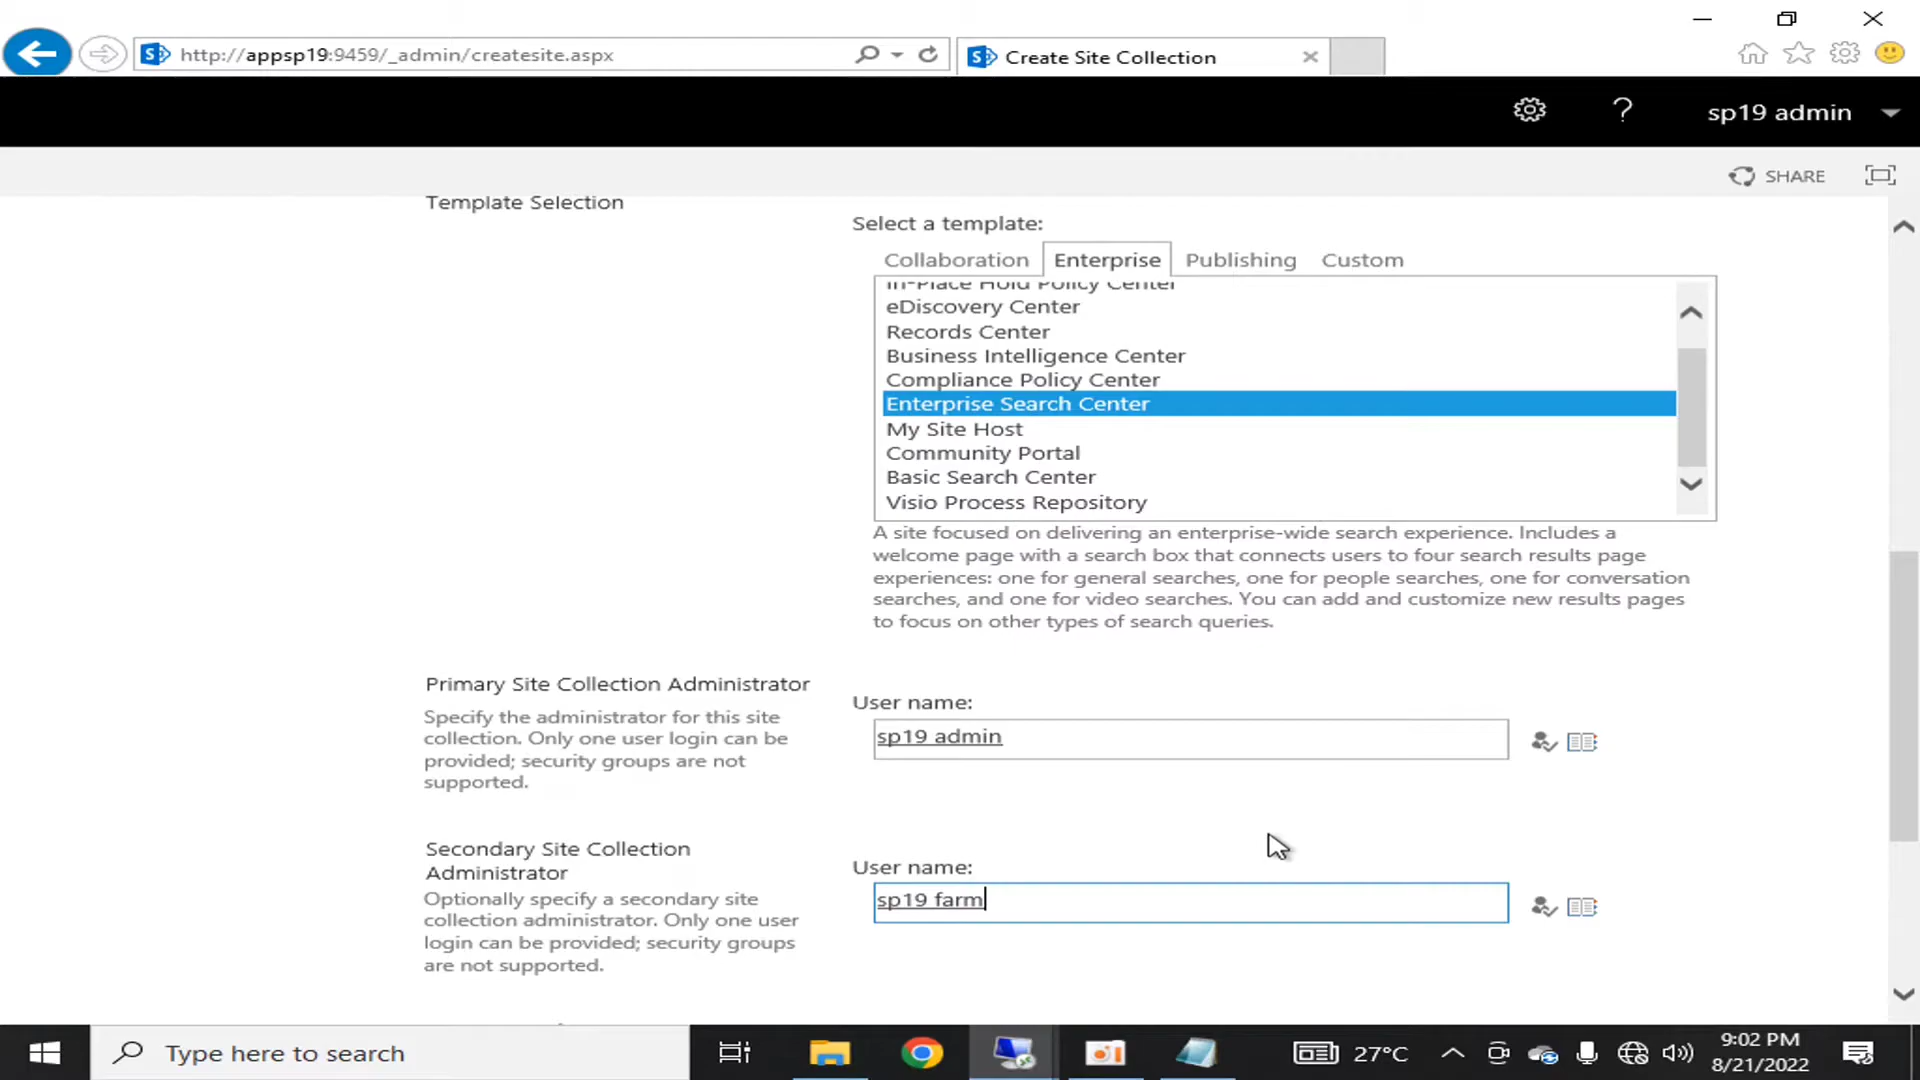 http://appsp19:9459/_admin/createsite.aspx
Create Site Collection
?
sp19 admin
SHARE
Template Selection
Select a template:
Collaboration
Enterprise
Publishing
Custom
In-Place Hold Policy Center
eDiscovery Center
Records Center
Business Intelligence Center
Compliance Policy Center
Enterprise Search Center
My Site Host
Community Portal
Basic Search Center
Visio Process Repository
A site focused on delivering an enterprise-wide search experience. Includes a
welcome page with a search box that connects users to four search results page
experiences: one for general searches, one for people searches, one for conversation
searches, and one for video searches. You can add and customize new results pages
to focus on other types of search queries.
Primary Site Collection Administrator
Specify the administrator for this site
collection. Only one user login can be
provided; security groups are not
supported.
User name:
sp19 admin
Secondary Site Collection
Administrator
Optionally specify a secondary site
collection administrator. Only one user
login can be provided; security groups
are not supported.
User name:
sp19 farm
Type here to search
27°C
9:02 PM
8/21/2022